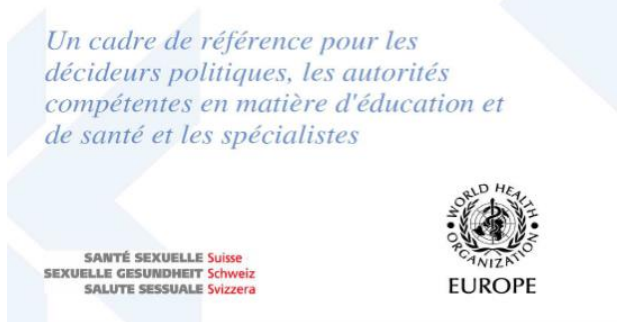 Un cadre de référence pour les
décideurs politiques, les autorités
compétentes en matière d'éducation et
de santé et les spécialistes
SANTÉ SEXUELLE Suisse
SEXUELLE GESUNDHEIT Schweiz
SALUTE SESSUALE Svizzera
WORLD HEALTH
ORGANIZATION
EUROPE